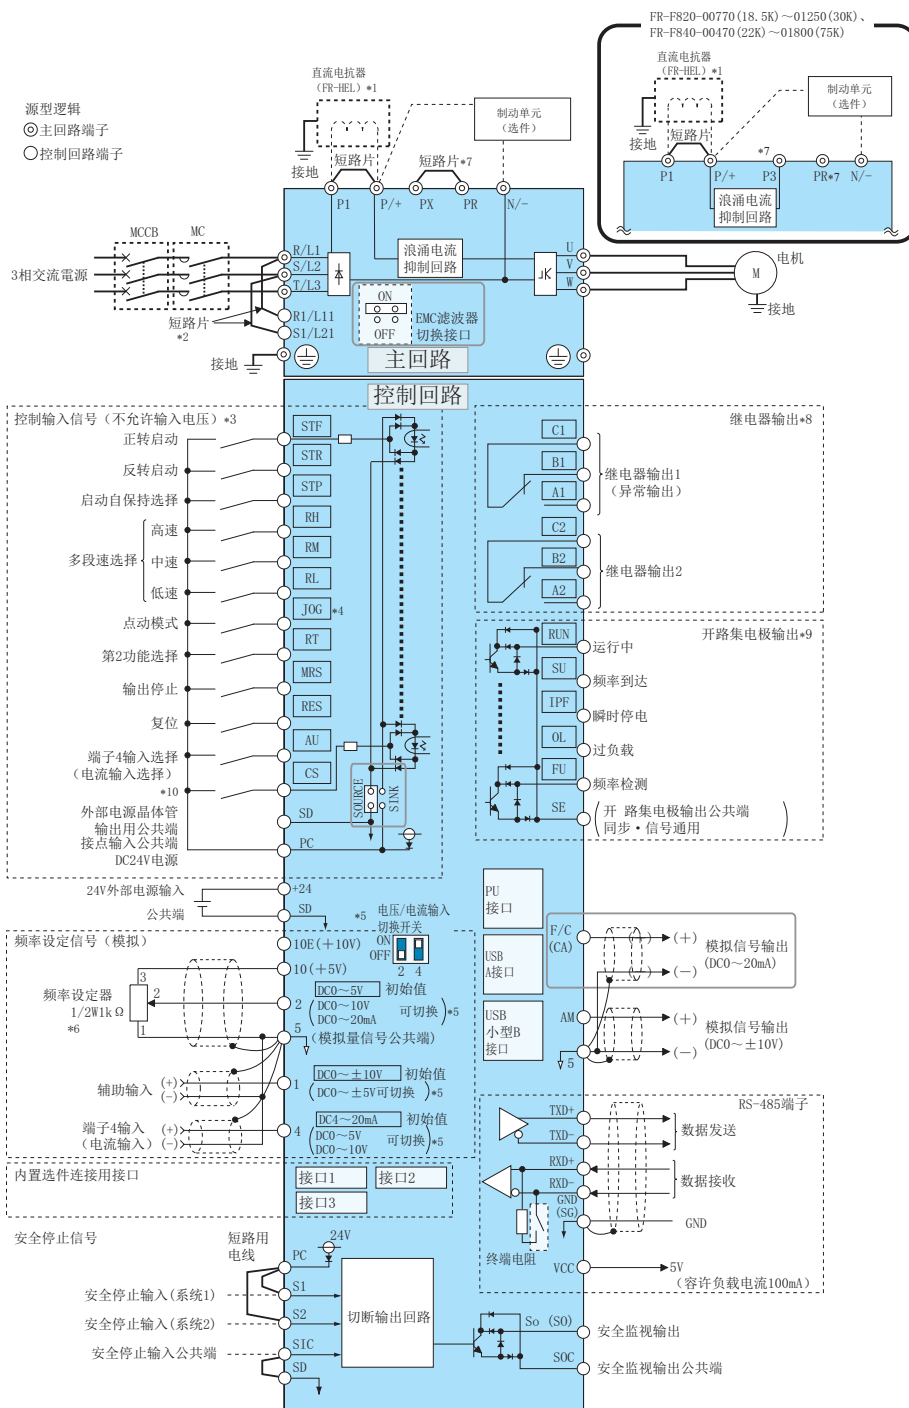 FR-F820-00770(18.5K)～01250(30K)、
FR-F840-00470(22K)～01800(75K)
直流电抗器
(FR-HEL) *1
制动单元
(选件)
接地
短路片
*7
P1
P/+
P3
PR*7
N/-
浪涌电流
抑制回路
源型逻辑
主回路端子
控制回路端子
直流电抗器
(FR-HEL) *1
制动单元
(选件)
接地
短路片
短路片*7
P1
P/+
PX
PR
N/-
MCCB
MC
3相交流電源
R/L1
S/L2
T/L3
R1/L11
S1/L21
短路片
*2
接地
浪涌电流
抑制回路
ON
OFF
EMC滤波器
切换接口
U
V
W
M
电机
接地
主回路
控制回路
控制输入信号(不允许输入电压)*3
正转启动
STF
反转启动
STR
启动自保持选择
STP
多段速选择
高速
RH
中速
RM
低速
RL
点动模式
JOG
*4
第2功能选择
RT
输出停止
MRS
复位
RES
端子4输入选择
(电流输入选择)
AU
*10
CS
SOURCE
SINK
外部电源晶体管
输出用公共端
接点输入公共端
DC24V电源
SD
PC
24V外部电源输入
+24
公共端
SD
继电器输出*8
C1
B1
A1
继电器输出1
(异常输出)
C2
B2
A2
继电器输出2
开路集电极输出*9
RUN
运行中
SU
频率到达
IPF
瞬时停电
OL
过负载
FU
频率检测
SE
开 路集电极输出公共端
同步·信号通用
频率设定信号(模拟)
*5
电压/电流输入
切换开关
ON
OFF
2 4
10E(+10V)
10(+5V)
频率设定器
1/2W1kΩ
*6
3
2
1
2
DC0～5V 初始值
DC0～10V
DC0～20mA
可切换
*5
5
(模拟量信号公共端)
辅助输入
(+)
(-)
1
DC0～±10V 初始值
DC0～±5V可切换
*5
端子4输入
(电流输入)
(+)
(-)
4
DC4～20mA 初始值
DC0～5V
DC0～10V
可切换
*5
PU
接口
USB
A接口
USB
小型B
接口
F/C
(CA)
(+)
(-)
模拟信号输出
(DC0～20mA)
AM
(+)
(-)
模拟信号输出
(DC0～±10V)
5
内置选件连接用接口
接口1
接口2
接口3
RS-485端子
TXD+
TXD-
数据发送
RXD+
RXD-
数据接收
GND
(SG)
GND
终端电阻
VCC
5V
(容许负载电流100mA)
安全停止信号
短路用
电线
24V
PC
安全停止输入(系统1)
S1
安全停止输入(系统2)
S2
安全停止输入公共端
SIC
SD
切断输出回路
So (SO)
安全监视输出
SOC
安全监视输出公共端